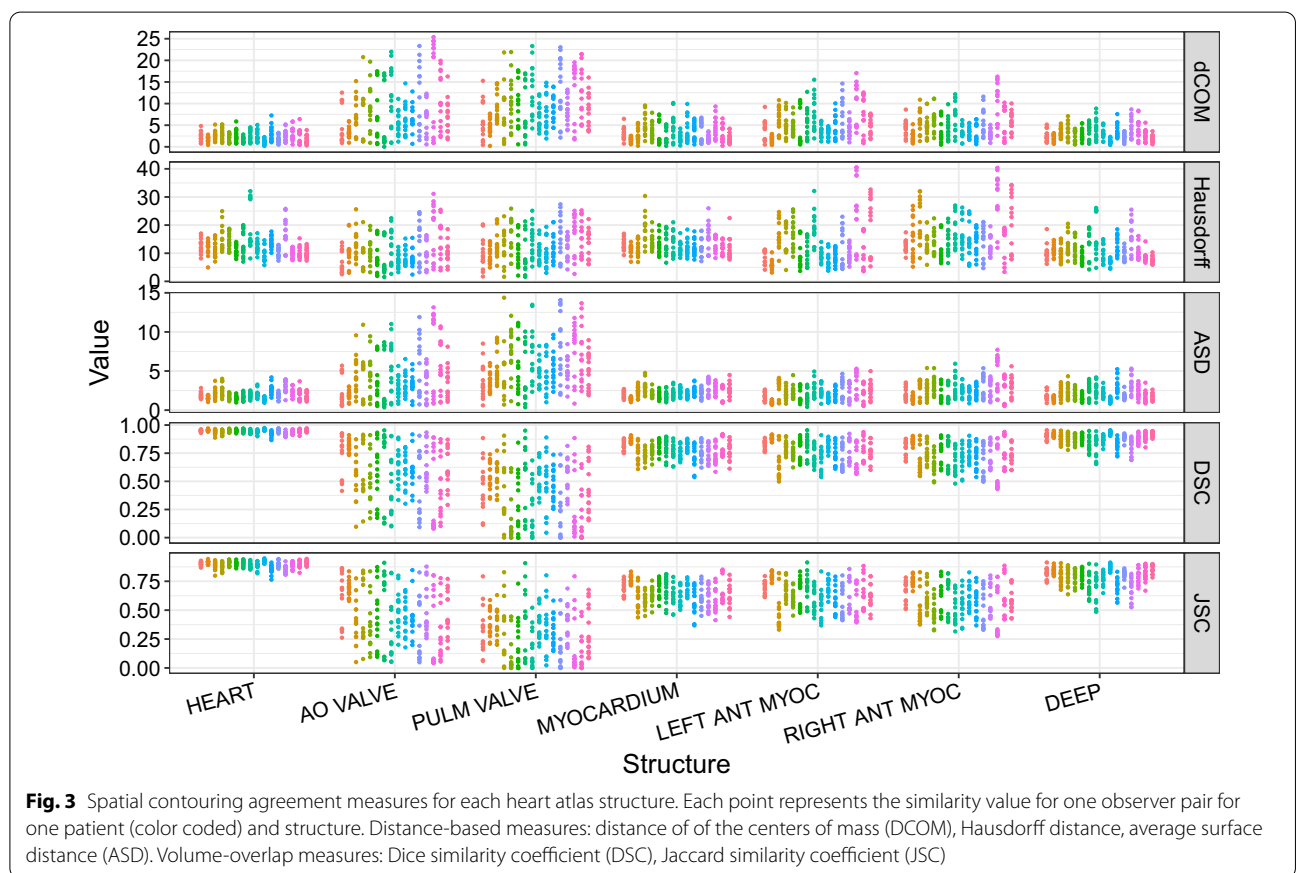 25
20
15
10
5
0
dCOM
40
30
20
10
0
Hausdorff
15
10
5
0
ASD
1.00
0.75
0.50
0.25
0.00
DSC
0.75
0.50
0.25
0.00
JSC
Value
HEART
AO VALVE
PULM VALVE
MYOCARDIUM
LEFT ANT MYOC
RIGHT ANT MYOC
DEEP
Structure
Fig. 3 Spatial contouring agreement measures for each heart atlas structure. Each point represents the similarity value for one observer pair for
one patient (color coded) and structure. Distance-based measures: distance of of the centers of mass (DCOM), Hausdorff distance, average surface
distance (ASD). Volume-overlap measures: Dice similarity coefficient (DSC), Jaccard similarity coefficient (JSC)